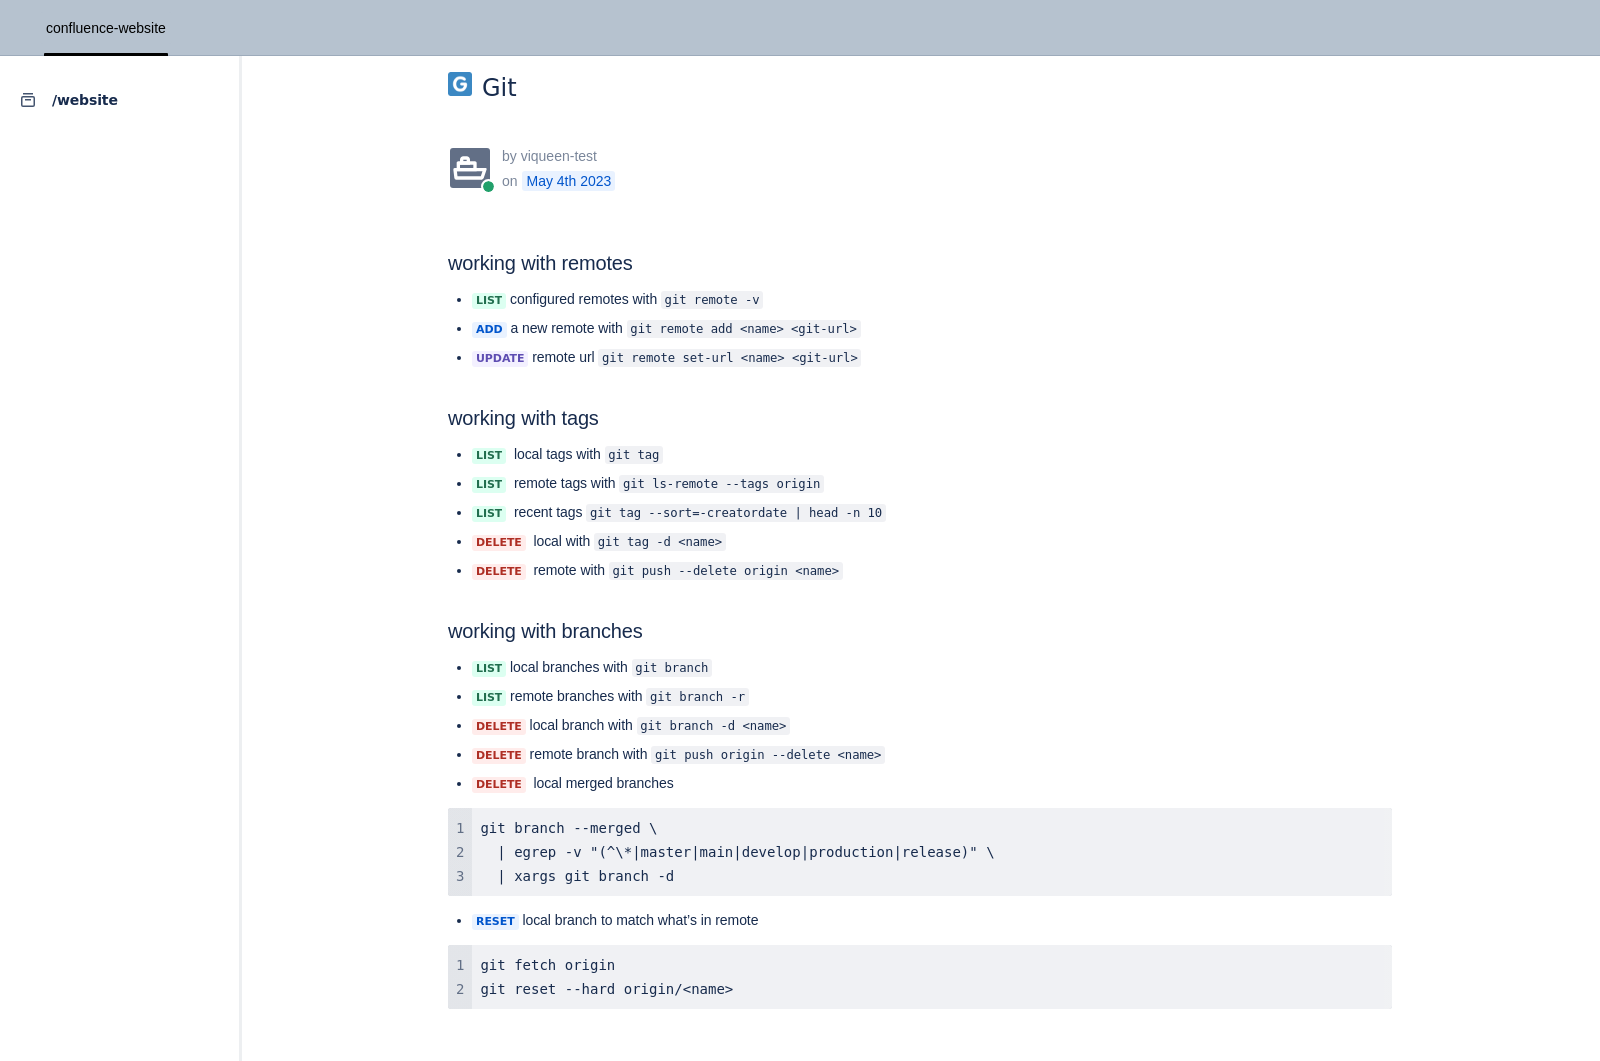 confluence-website
/website
G Git
by viqueen-test
on May 4th 2023
working with remotes
• LIST configured remotes with git remote -v
• ADD a new remote with git remote add <name> <git-url>
• UPDATE remote url git remote set-url <name> <git-url>
working with tags
• LIST local tags with git tag
• LIST remote tags with git ls-remote --tags origin
• LIST recent tags git tag --sort=-creatordate | head -n 10
• DELETE local with git tag -d <name>
• DELETE remote with git push --delete origin <name>
working with branches
• LIST local branches with git branch
• LIST remote branches with git branch -r
• DELETE local branch with git branch -d <name>
• DELETE remote branch with git push origin --delete <name>
• DELETE local merged branches
1 git branch --merged \
2   | egrep -v "(^\*|master|main|develop|production|release)" \
3   | xargs git branch -d
• RESET local branch to match what’s in remote
1 git fetch origin
2 git reset --hard origin/<name>